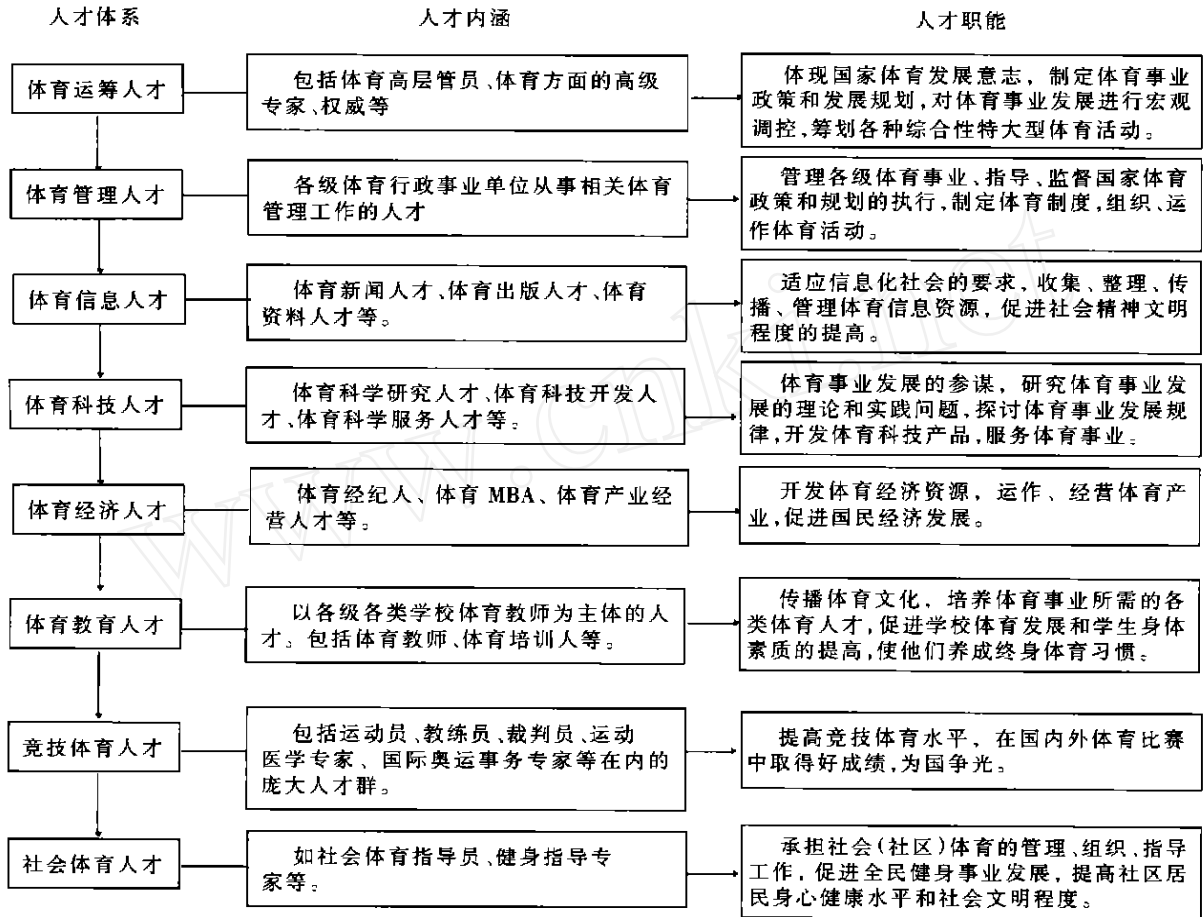 人才体系 人才内涵 人才职能
体育运筹人才
包括体育高层管员、体育方面的高级
专家、权威等
体现国家体育发展意志，制定体育事业
政策和发展规划，对体育事业发展进行宏观
调控，筹划各种综合性特大型体育活动。
体育管理人才
各级体育行政事业单位从事相关体育
管理工作的人才
管理各级体育事业、指导、监督国家体育
政策和规划的执行，制定体育制度，组织、运
作体育活动。
体育信息人才
体育新闻人才、体育出版人才、体育
资料人才等。
适应信息化社会的要求，收集、整理、传
播、管理体育信息资源，促进社会精神文明
程度的提高。
体育科技人才
体育科学研究人才、体育科技开发人
才、体育科学服务人才等。
体育事业发展的参谋，研究体育事业发
展的理论和实践问题，探讨体育事业发展规
律，开发体育科技产品，服务体育事业。
体育经济人才
体育经纪人、体育 MBA、体育产业经
营人才等。
开发体育经济资源，运作、经营体育产
业，促进国民经济发展。
体育教育人才
以各级各类学校体育教师为主体的人
才。包括体育教师、体育培训人等。
传播体育文化，培养体育事业所需的各
类体育人才，促进学校体育发展和学生身体
素质的提高，使他们养成终身体育习惯。
竞技体育人才
包括运动员、教练员、裁判员、运动
医学专家、国际奥运事务专家等在内的
庞大人才群。
提高竞技体育水平，在国内外体育比赛
中取得好成绩，为国争光。
社会体育人才
如社会体育指导员、健身指导专
家等。
承担社会(社区)体育的管理、组织、指导
工作，促进全民健身事业发展，提高社区居
民身心健康水平和社会文明程度。
www.cnki.net